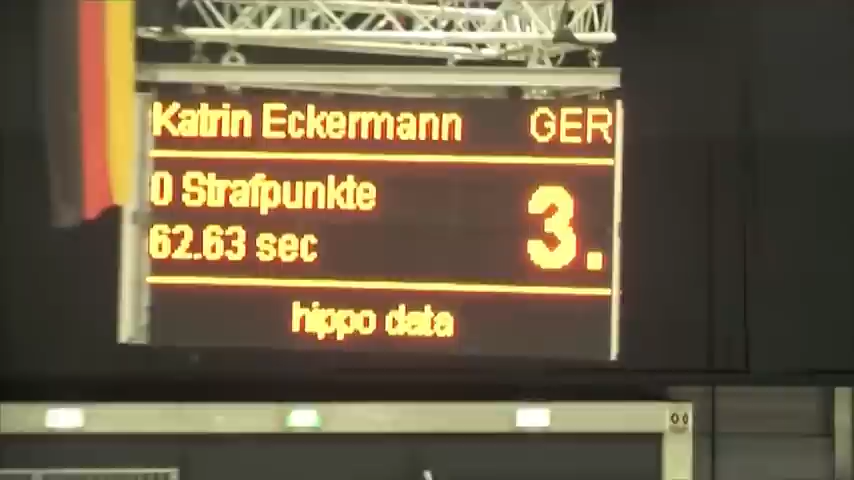 Katrin Eckermann GER
0 Strafpunkte
62.63 sec
3.
hippo data